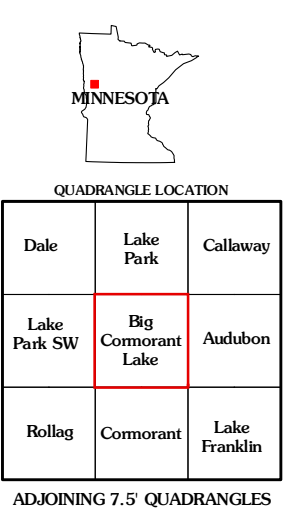 MINNESOTA
QUADRANGLE LOCATION
Dale
Lake
Park
Callaway
Lake
Park SW
Big
Cormorant
Lake
Audubon
Rollag
Cormorant
Lake
Franklin
ADJOINING 7.5' QUADRANGLES